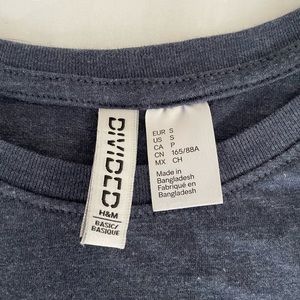 DIVIDED
H&M
BASIC/
BASIQUE
EUR S
US S
CA P
CN 165/88A
MX CH
Made in
Bangladesh
Fabriqué en
Bangladesh